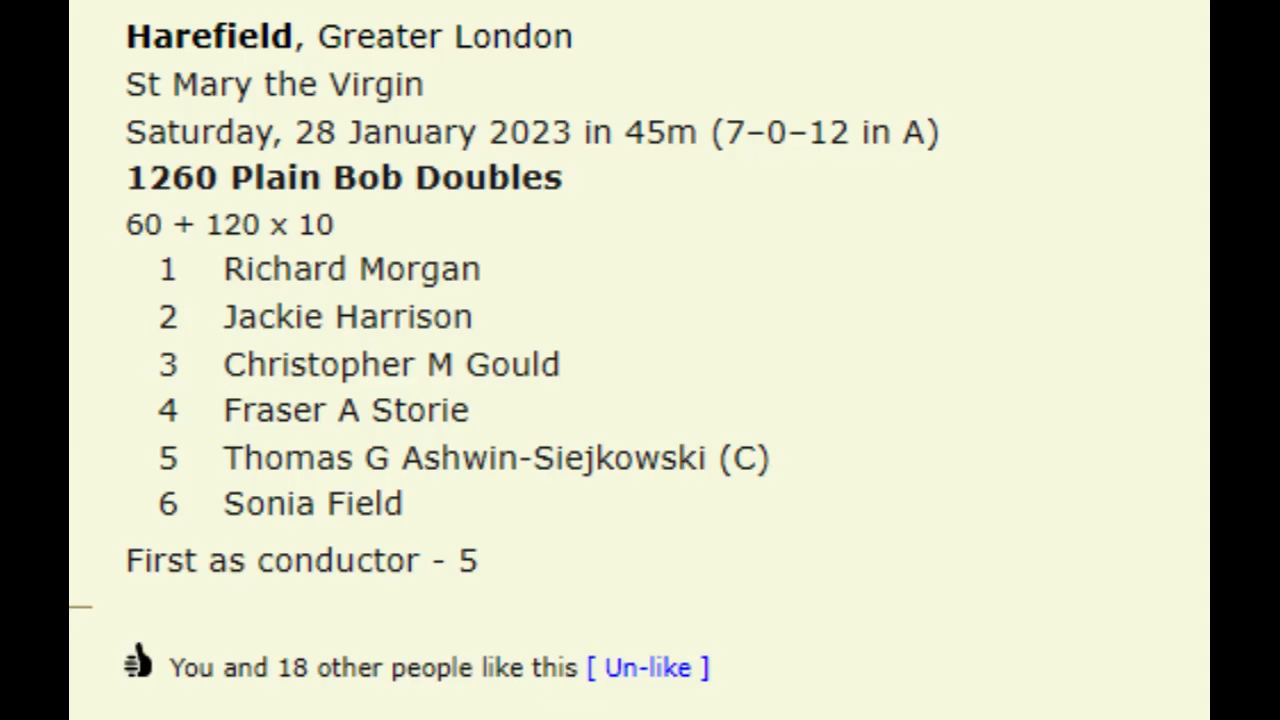 Harefield, Greater London
St Mary the Virgin
Saturday, 28 January 2023 in 45m (7–0–12 in A)
1260 Plain Bob Doubles
60 + 120 x 10
1 Richard Morgan
2 Jackie Harrison
3 Christopher M Gould
4 Fraser A Storie
5 Thomas G Ashwin-Siejkowski (C)
6 Sonia Field
First as conductor - 5
You and 18 other people like this [ Un-like ]